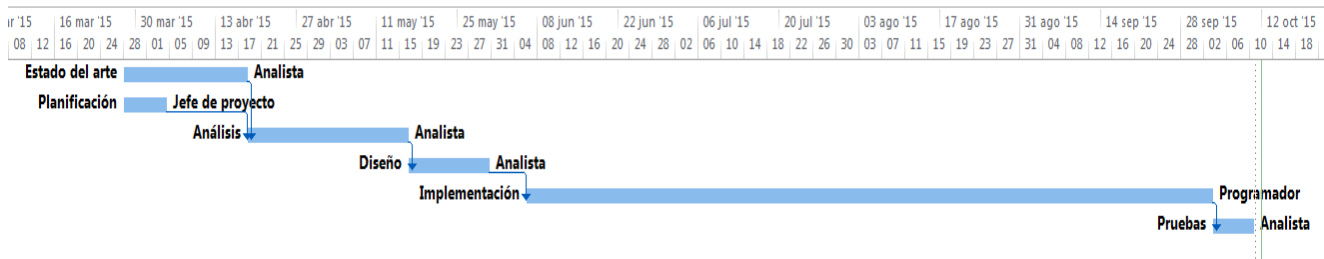 ar '15 16 mar '15 30 mar '15 13 abr '15 27 abr '15 11 may '15 25 may '15 08 jun '15 22 jun '15 06 jul '15 20 jul '15 03 ago '15 17 ago '15 31 ago '15 14 sep '15 28 sep '15 12 oct '15
08 12 16 20 24 28 01 05 09 13 17 21 25 29 03 07 11 15 19 23 27 31 04 08 12 16 20 24 28 02 06 10 14 18 22 26 30 03 07 11 15 19 23 27 31 04 08 12 16 20 24 28 02 06 10 14 18
Estado del arte Analista
Planificación Jefe de proyecto
Análisis Analista
Diseño Analista
Implementación Programador
Pruebas Analista